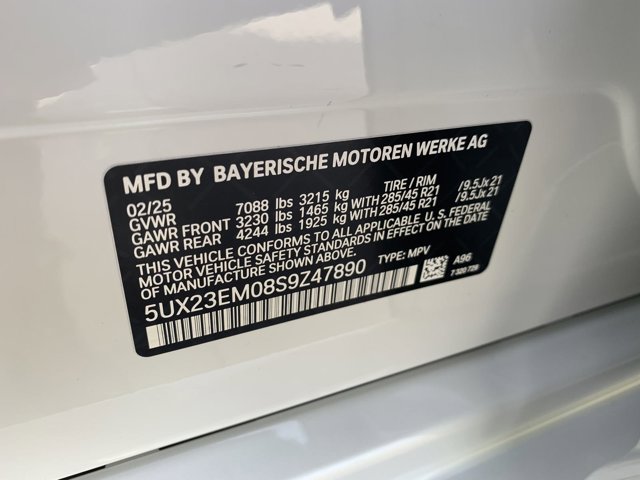 MFD BY BAYERISCHE MOTOREN WERKE AG
02/25 7088 lbs 3215 kg TIRE / RIM
GVWR
GAWR FRONT 3230 lbs 1465 kg WITH 285/45 R21 /9.5Jx21
GAWR REAR 4244 lbs 1925 kg WITH 285/45 R21 /9.5Jx21
THIS VEHICLE CONFORMS TO ALL APPLICABLE U.S. FEDERAL
MOTOR VEHICLE SAFETY STANDARDS IN EFFECT ON THE DATE
OF MANUFACTURE SHOWN ABOVE.
5UX23EM08S9Z47890 TYPE: MPV A96
7 320 728